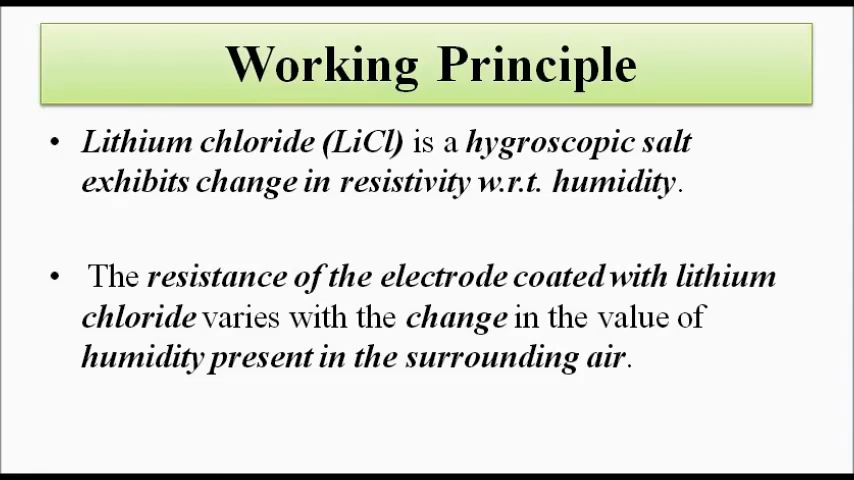 Working Principle
• Lithium chloride (LiCl) is a hygroscopic salt
exhibits change in resistivity w.r.t. humidity.
• The resistance of the electrode coated with lithium
chloride varies with the change in the value of
humidity present in the surrounding air.